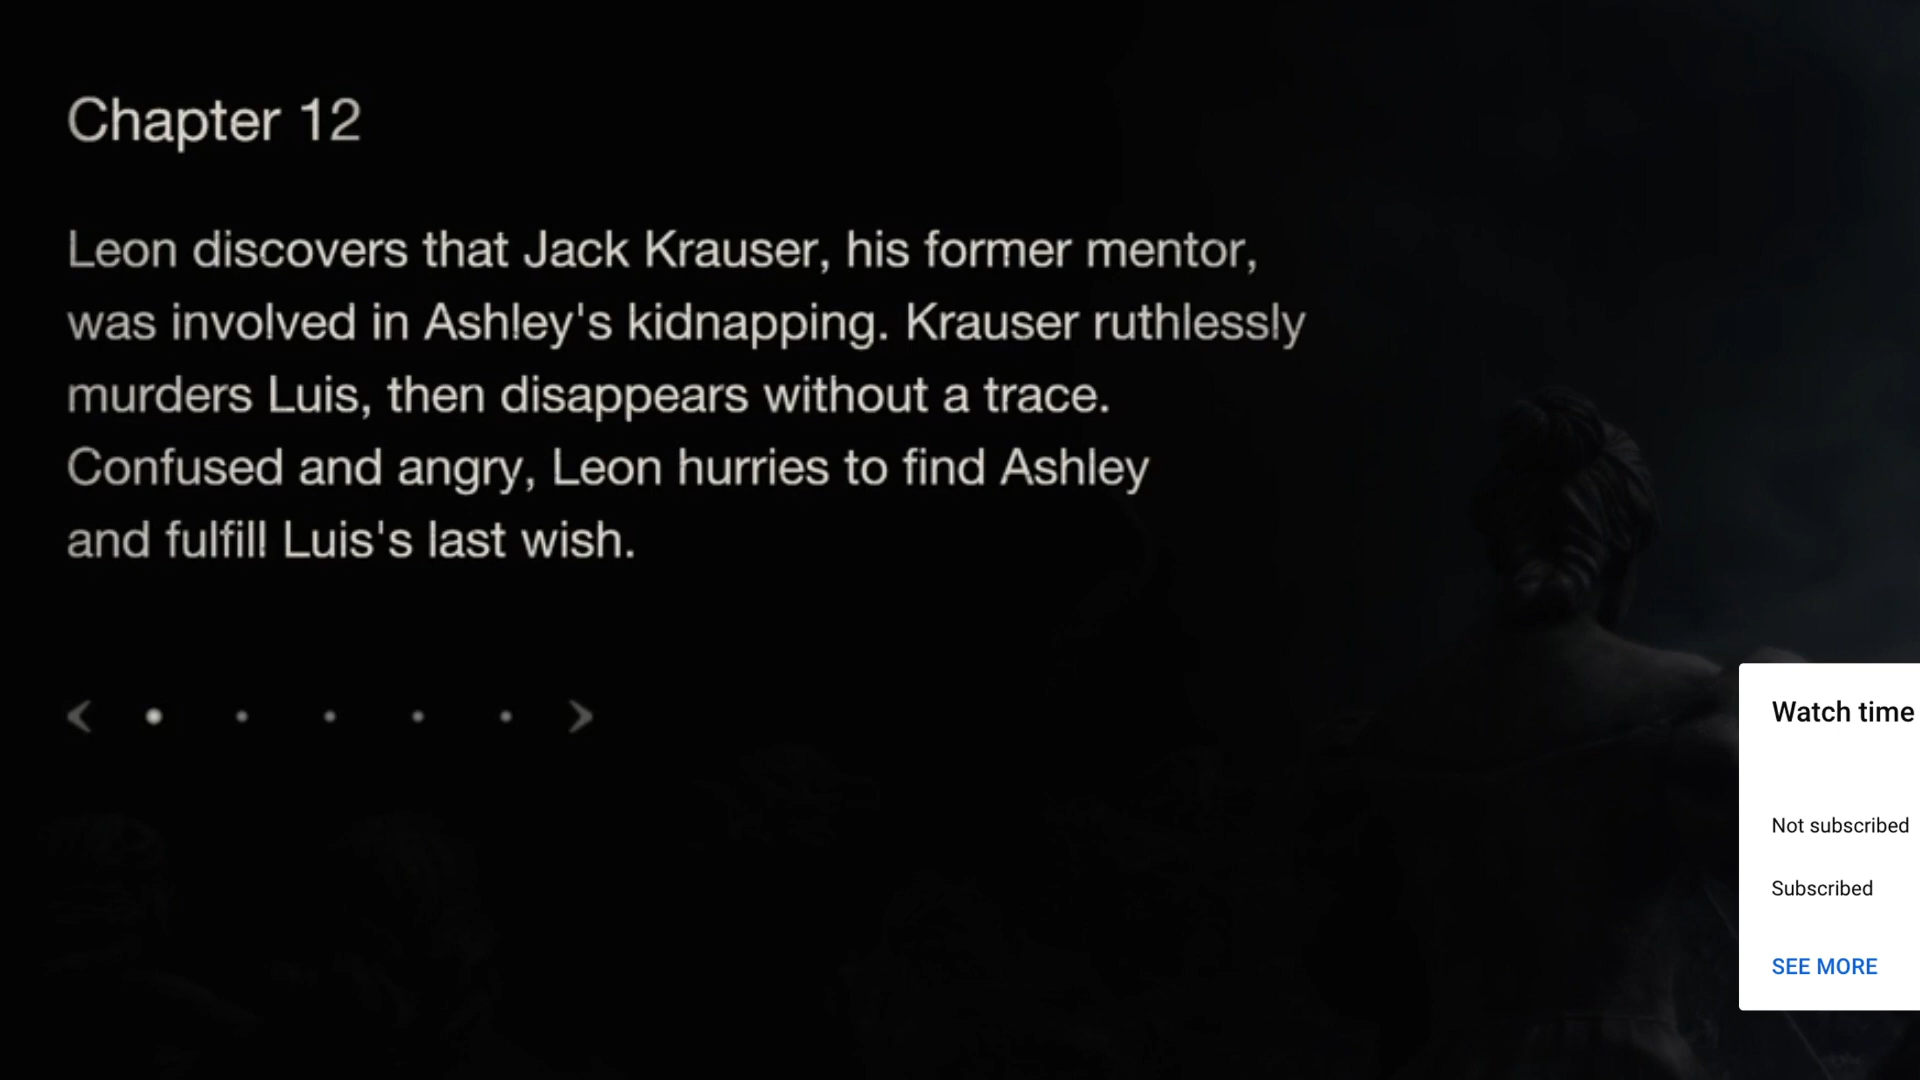 Chapter 12
Leon discovers that Jack Krauser, his former mentor,
was involved in Ashley's kidnapping. Krauser ruthlessly
murders Luis, then disappears without a trace.
Confused and angry, Leon hurries to find Ashley
and fulfill Luis's last wish.
Watch time
Not subscribed
Subscribed
SEE MORE